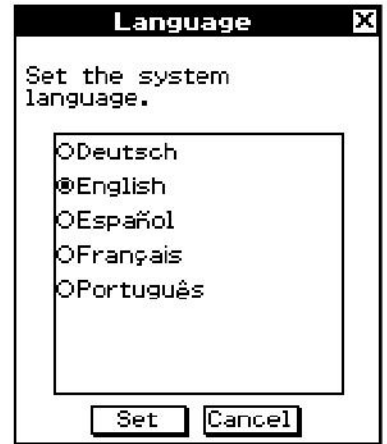 Language
Set the system
language.
Deutsch
English
Español
Français
Português
Set Cancel